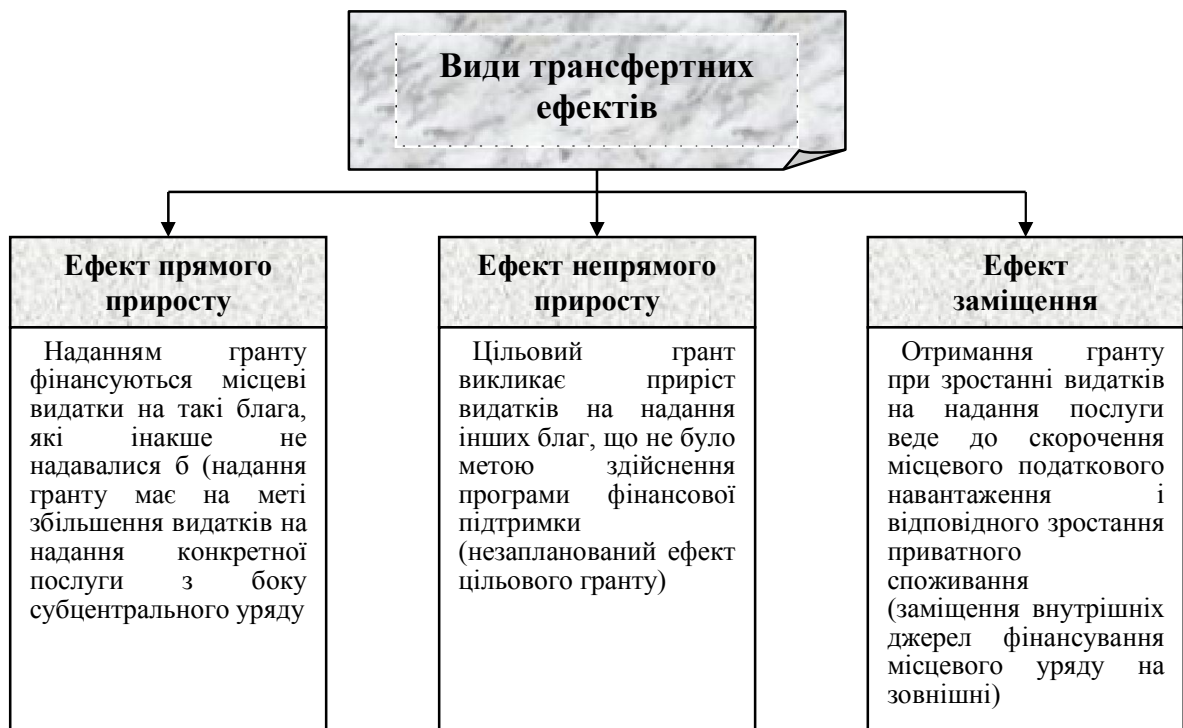 Види трансфертних
ефектів
Ефект прямого
приросту
Наданням гранту
фінансуються місцеві
видатки на такі блага,
які інакше не
надавалися б (надання
гранту має на меті
збільшення видатків на
надання конкретної
послуги з боку
субцентрального уряду
Ефект непрямого
приросту
Цільовий грант
викликає приріст
видатків на надання
інших благ, що не було
метою здійснення
програми фінансової
підтримки
(незапланований ефект
цільового гранту)
Ефект
заміщення
Отримання гранту
при зростанні видатків
на надання послуги
веде до скорочення
місцевого податкового
навантаження і
відповідного зростання
приватного
споживання
(заміщення внутрішніх
джерел фінансування
місцевого уряду на
зовнішні)